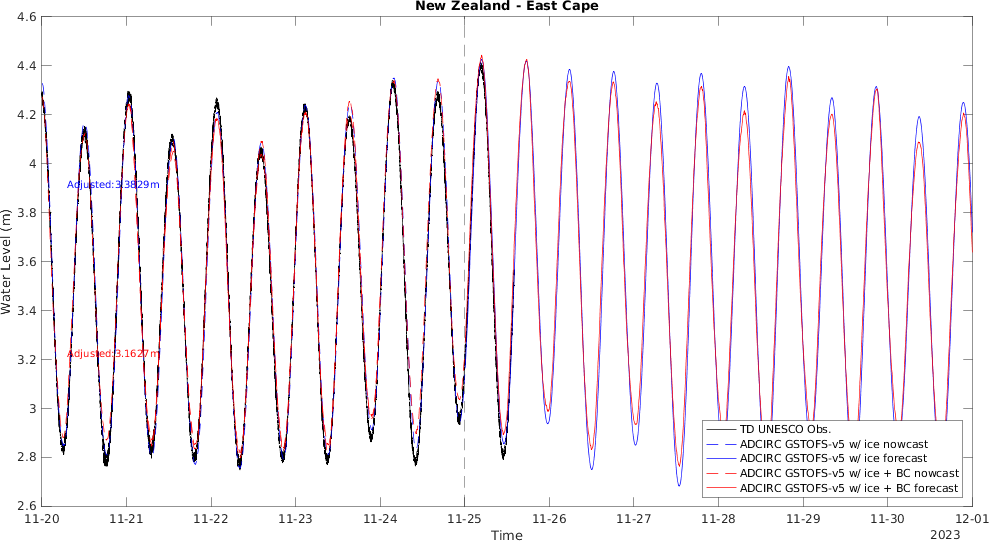 New Zealand - East Cape
Water Level (m)
4.6
4.4
4.2
4
3.8
3.6
3.4
3.2
3
2.8
2.6
Adjusted:3.3829m
Adjusted:3.1627m
TD UNESCO Obs.
ADCIRC GSTOFS-v5 w/ ice nowcast
ADCIRC GSTOFS-v5 w/ ice forecast
ADCIRC GSTOFS-v5 w/ ice + BC nowcast
ADCIRC GSTOFS-v5 w/ ice + BC forecast
11-20 11-21 11-22 11-23 11-24 11-25 11-26 11-27 11-28 11-29 11-30 12-01
Time
2023